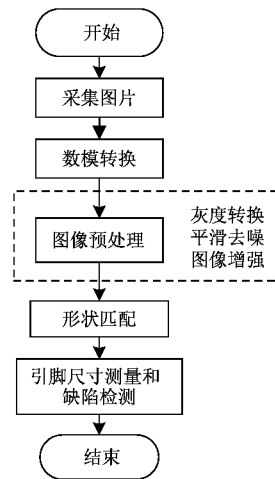 开始
采集图片
数模转换
图像预处理
灰度转换
平滑去噪
图像增强
形状匹配
引脚尺寸测量和
缺陷检测
结束